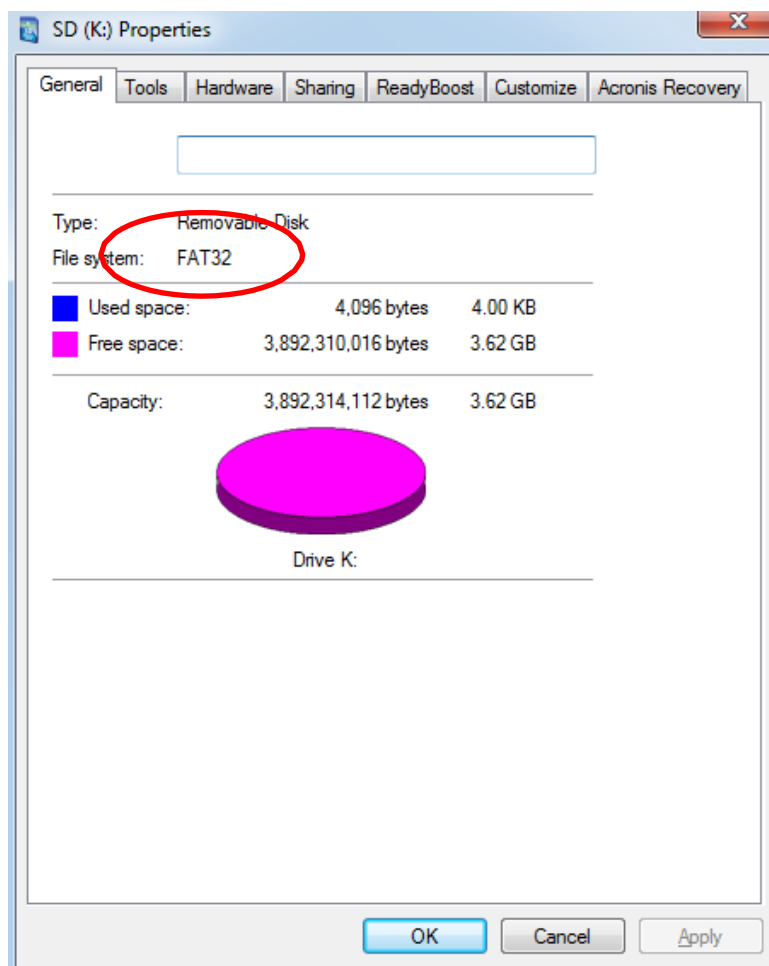 SD (K:) Properties
General Tools Hardware Sharing ReadyBoost Customize Acronis Recovery
Type: Removable Disk
File system: FAT32
Used space: 4,096 bytes 4.00 KB
Free space: 3,892,310,016 bytes 3.62 GB
Capacity: 3,892,314,112 bytes 3.62 GB
Drive K:
OK Cancel Apply